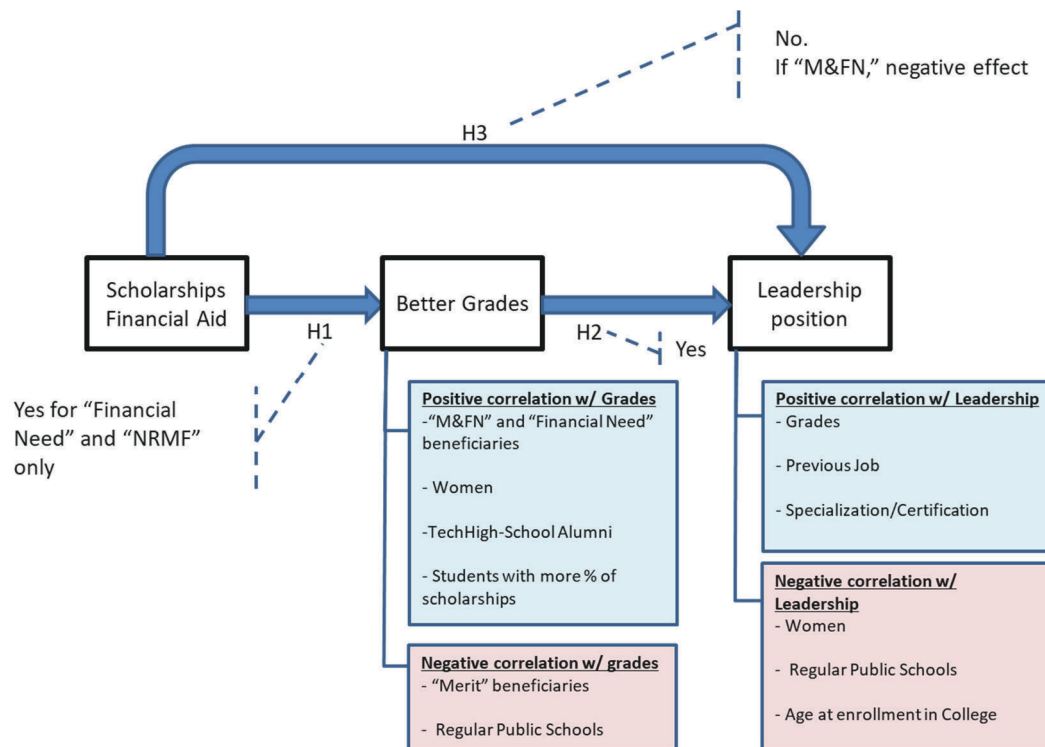 No.
If “M&FN,” negative effect
H3
Scholarships
Financial Aid
Better Grades
Leadership
position
H1
H2
Yes
Yes for “Financial
Need” and “NRMF”
only
Positive correlation w/ Grades
-“M&FN” and “Financial Need”
beneficiaries
- Women
-TechHigh-School Alumni
- Students with more % of
scholarships
Negative correlation w/ grades
- “Merit” beneficiaries
- Regular Public Schools
Positive correlation w/ Leadership
- Grades
- Previous Job
- Specialization/Certification
Negative correlation w/
Leadership
- Women
- Regular Public Schools
- Age at enrollment in College